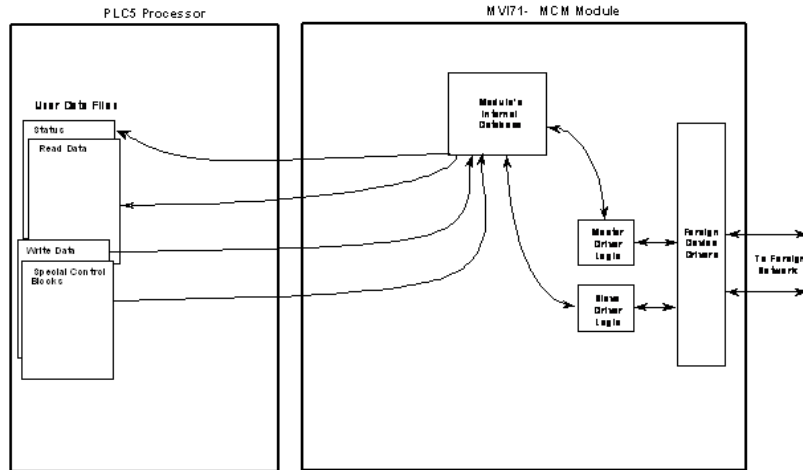 PLC5 Processor
MVI71- MCM Module
User Data Files
Status
Read Data
Write Data
Special Control
Blocks
Module's
Internal
Database
Master
Driver
Logic
Slave
Driver
Logic
Foreign
Device
Drivers
To Foreign
Network